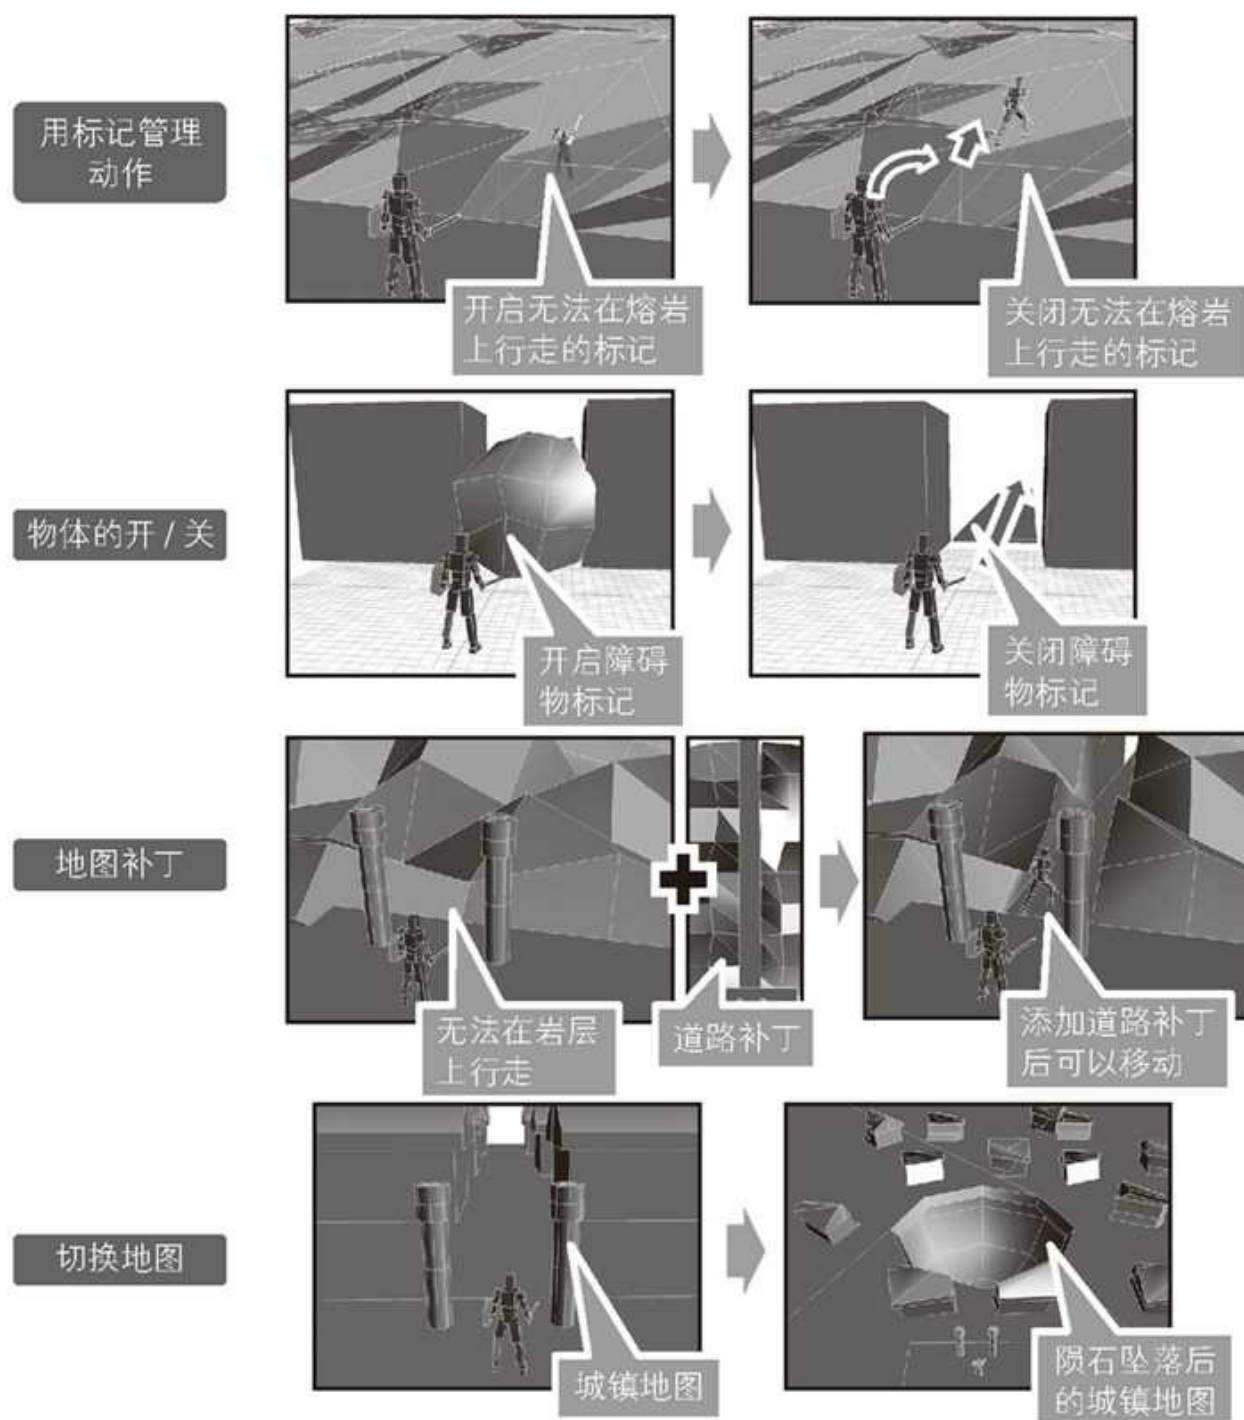 用标记管理
动作
开启无法在熔岩
上行走的标记
关闭无法在熔岩
上行走的标记
物体的开 / 关
开启障碍
物标记
关闭障碍
物标记
地图补丁
无法在岩层
上行走
道路补丁
添加道路补丁
后可以移动
切换地图
城镇地图
陨石坠落后
的城镇地图